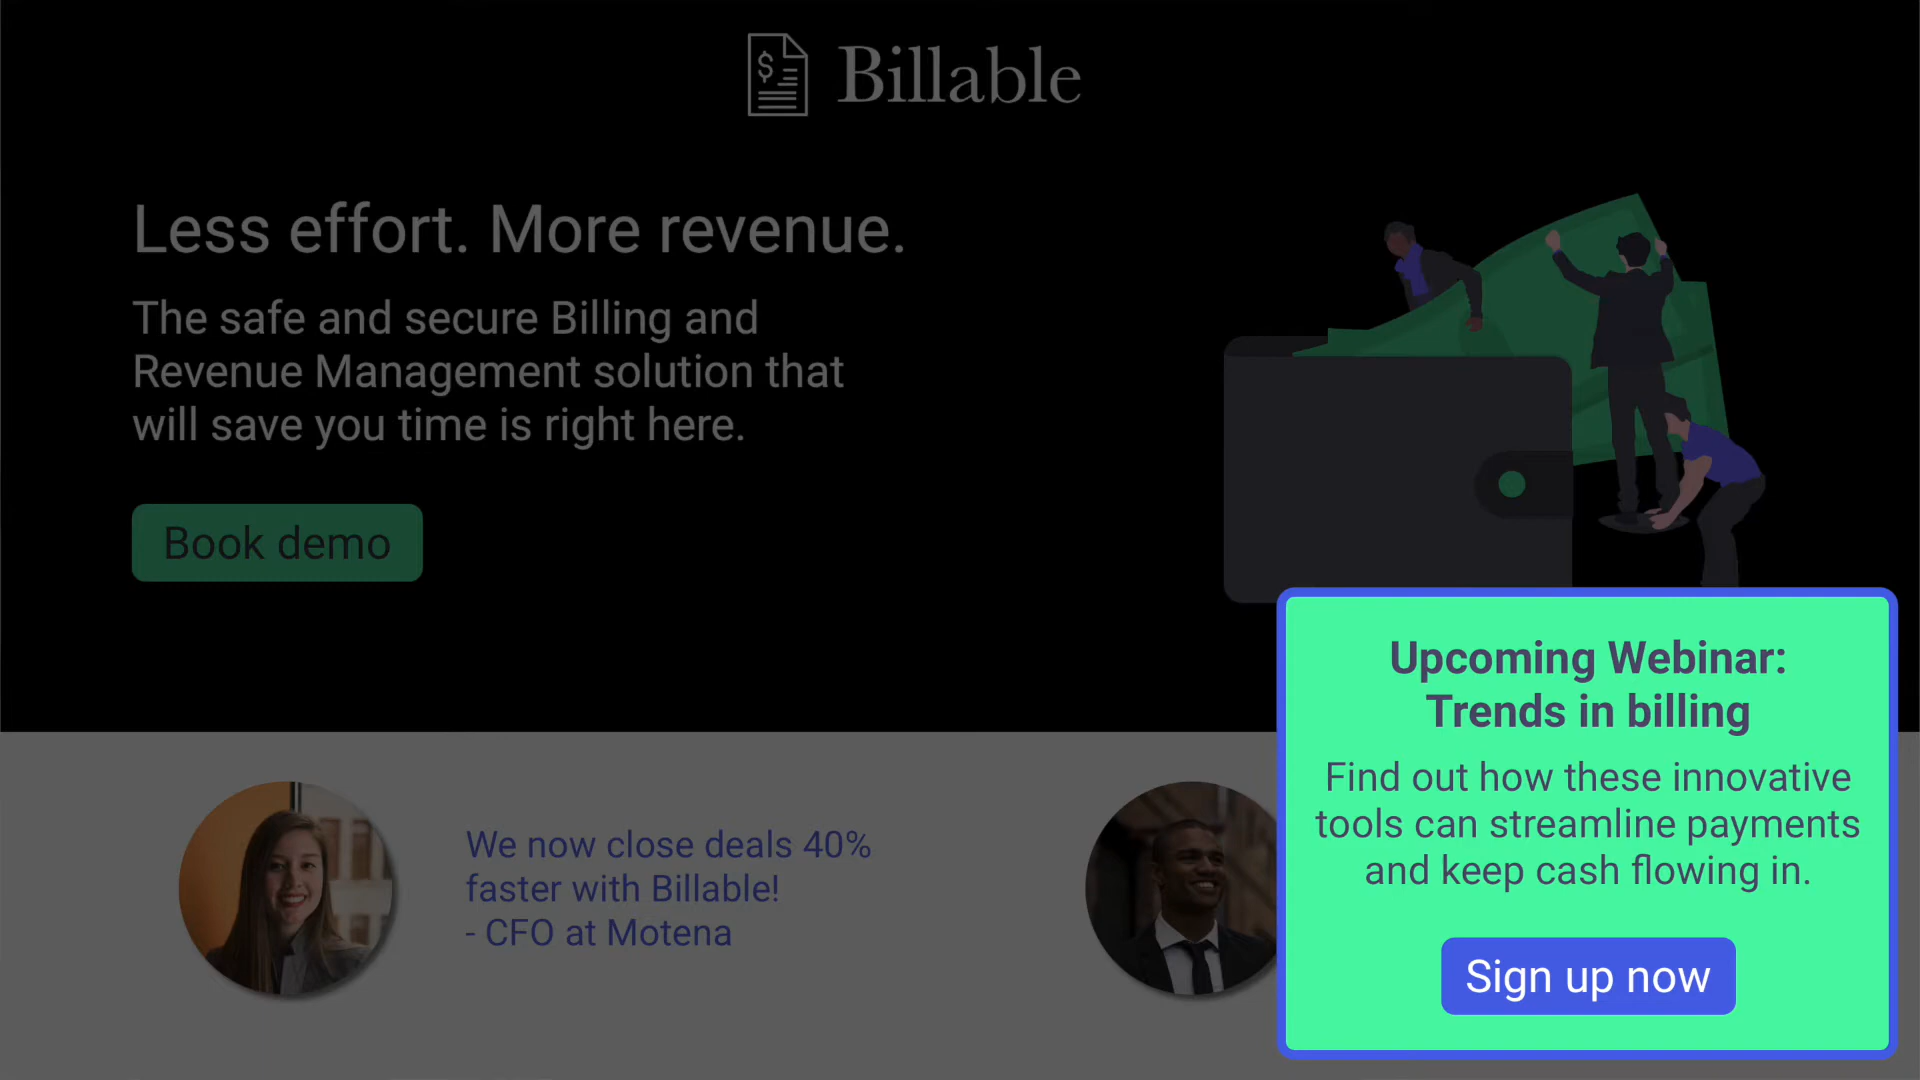 Billable
Less effort. More revenue.
The safe and secure Billing and
Revenue Management solution that
will save you time is right here.
Book demo
We now close deals 40%
faster with Billable!
- CFO at Motena
Upcoming Webinar:
Trends in billing
Find out how these innovative
tools can streamline payments
and keep cash flowing in.
Sign up now